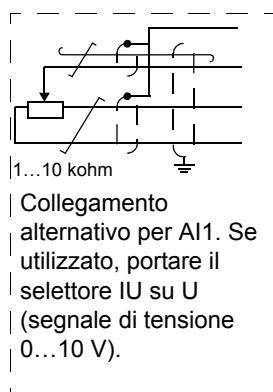 1…10 kohm
Collegamento
alternativo per AI1. Se
utilizzato, portare il
selettore IU su U
(segnale di tensione
0…10 V).